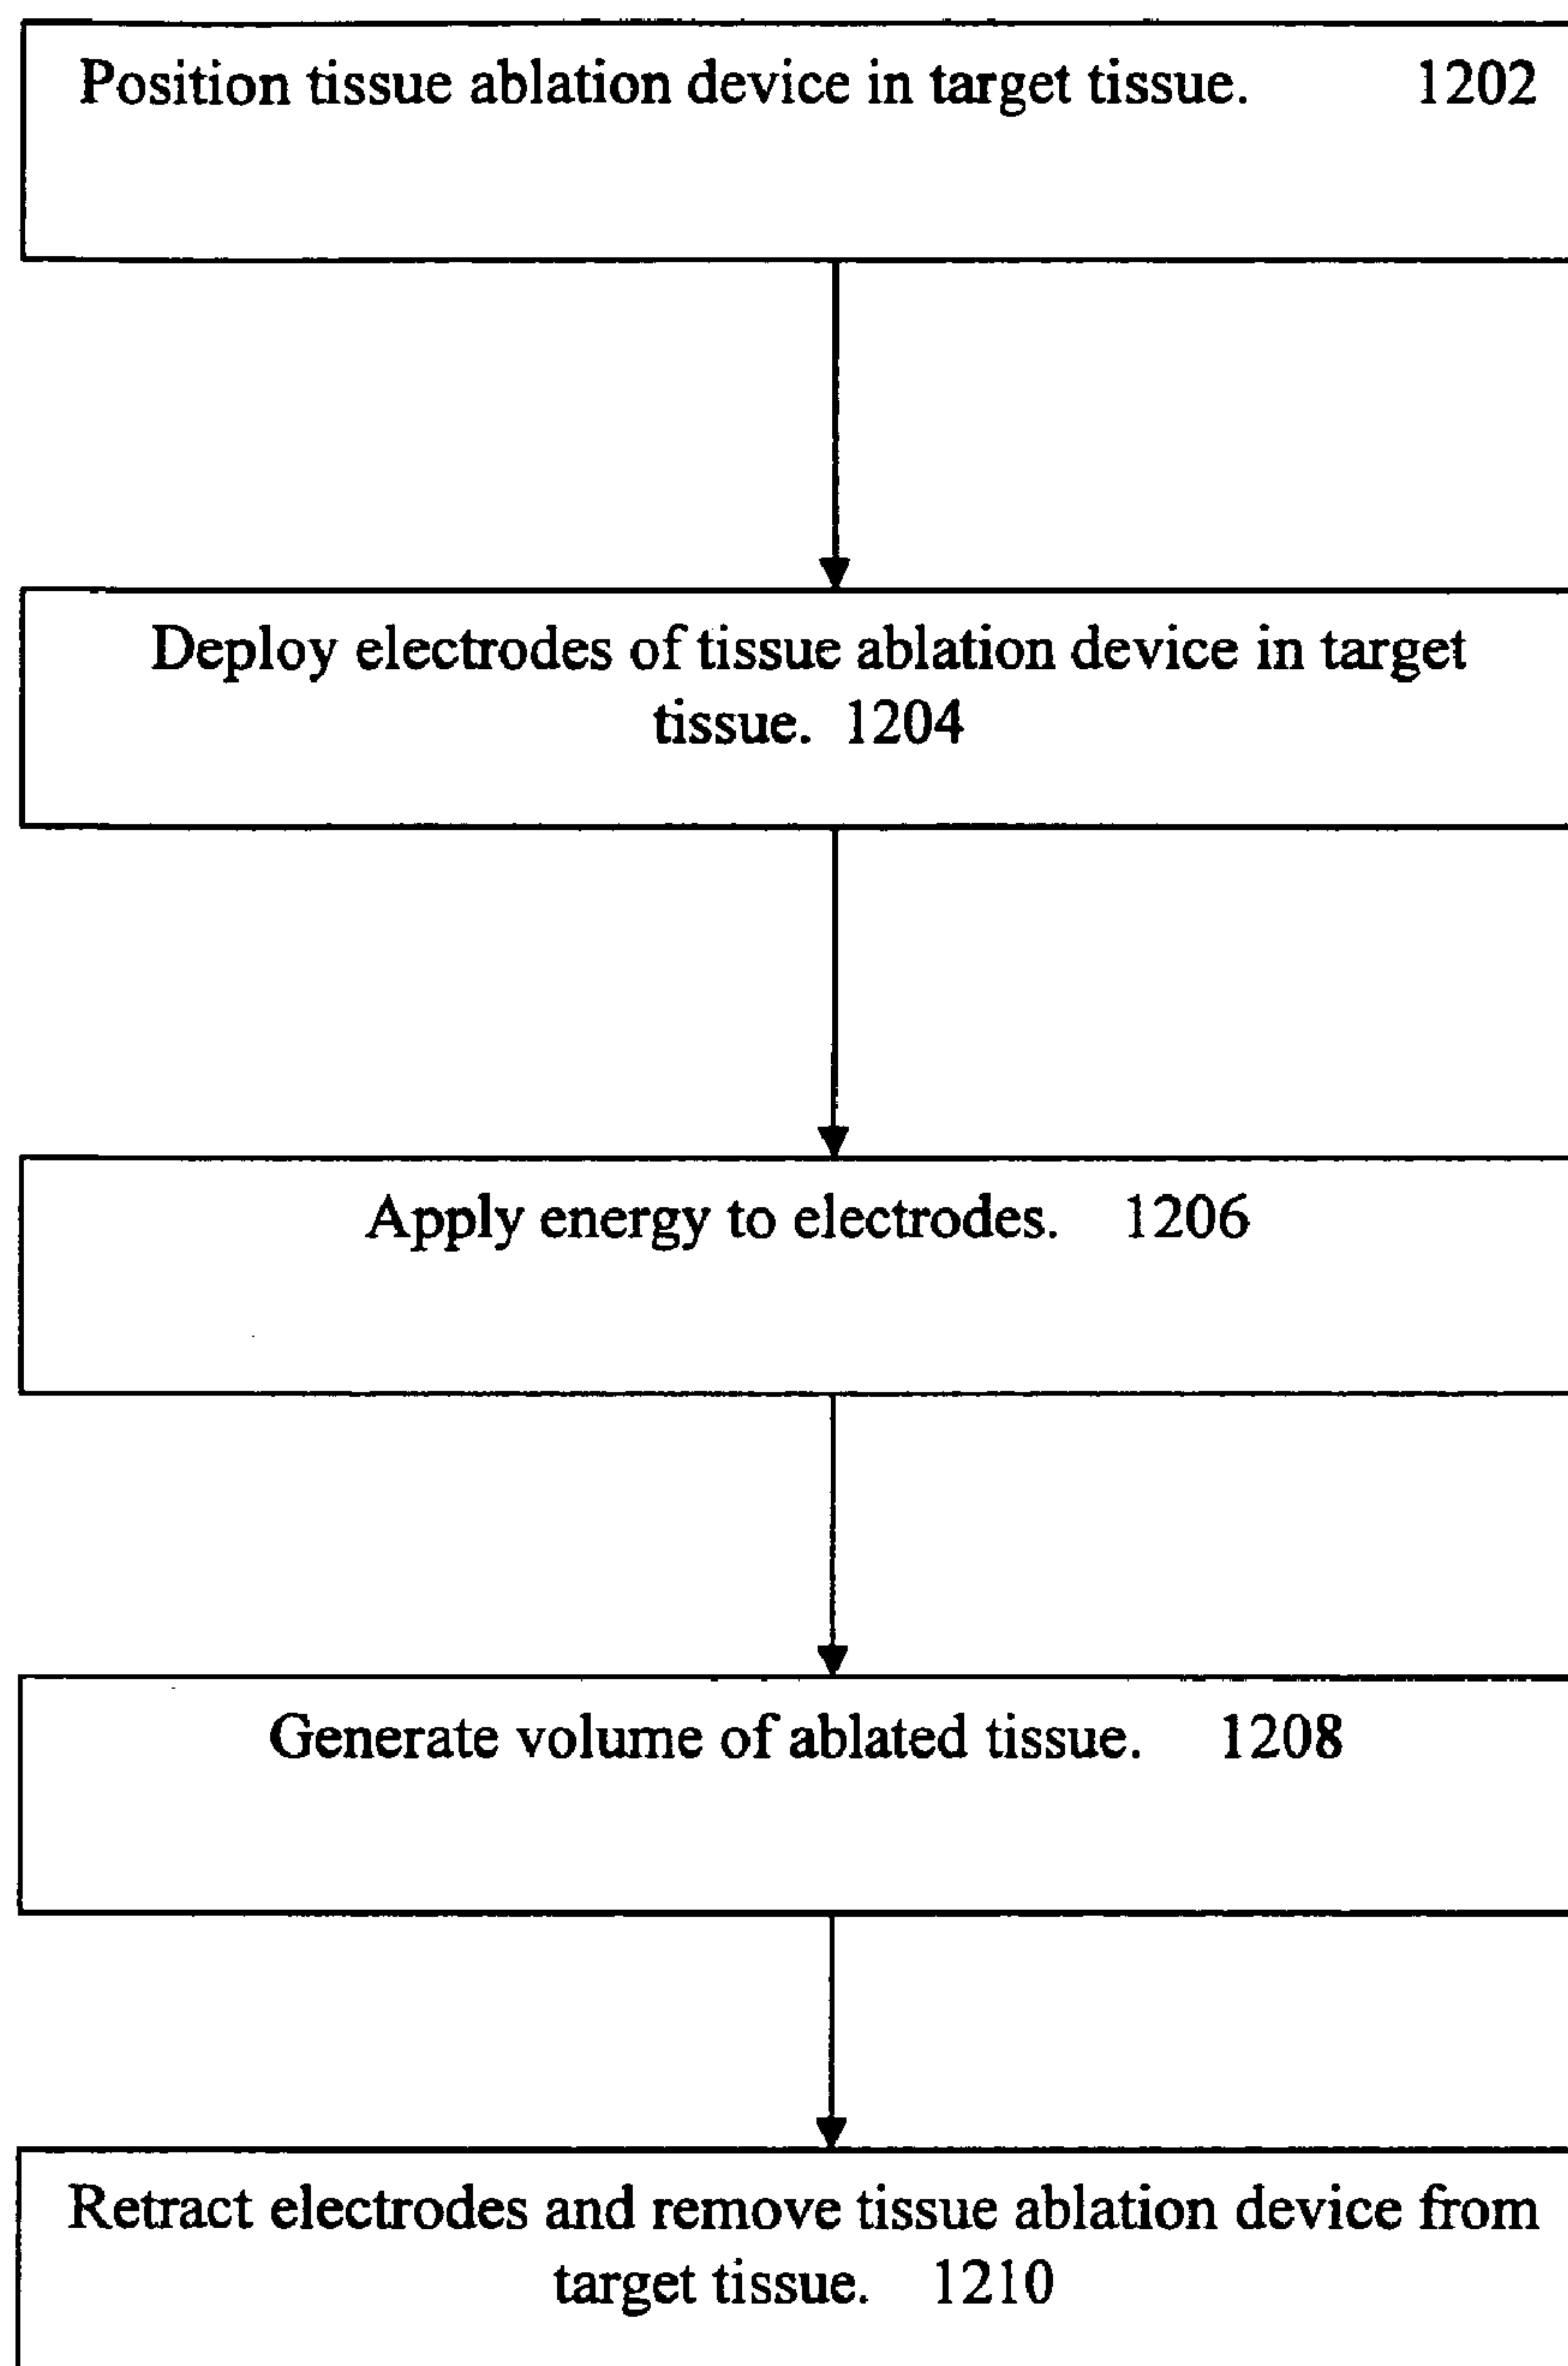 Position tissue ablation device in target tissue. 1202
Deploy electrodes of tissue ablation device in target
tissue. 1204
Apply energy to electrodes. 1206
Generate volume of ablated tissue. 1208
Retract electrodes and remove tissue ablation device from
target tissue. 1210